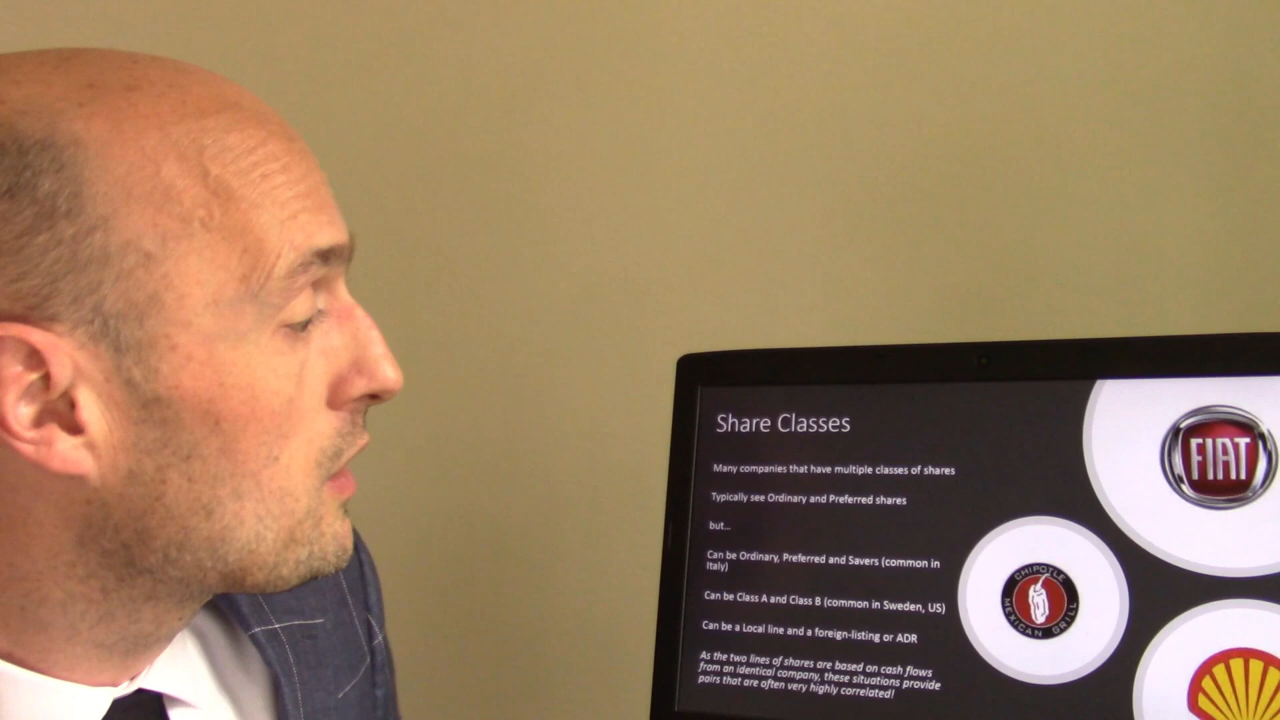 Share Classes
Many companies that have multiple classes of shares
Typically see Ordinary and Preferred shares
but...
Can be Ordinary, Preferred and Savers (common in
Italy)
Can be Class A and Class B (common in Sweden, US)
Can be a Local line and a foreign-listing or ADR
As the two lines of shares are based on cash flows
from an identical company, these situations provide
pairs that are often very highly correlated!
FIAT
CHIPOTLE
MEXICAN GRILL